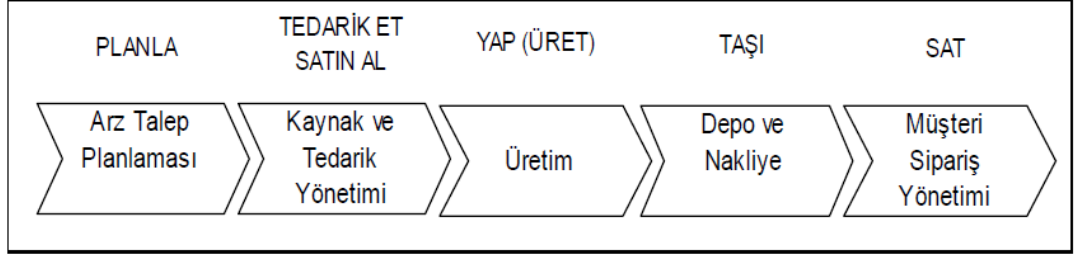 PLANLA
TEDARİK ET
SATIN AL
YAP (ÜRET)
TAŞI
SAT
Arz Talep
Planlaması
Kaynak ve
Tedarik
Yönetimi
Üretim
Depo ve
Nakliye
Müşteri
Sipariş
Yönetimi